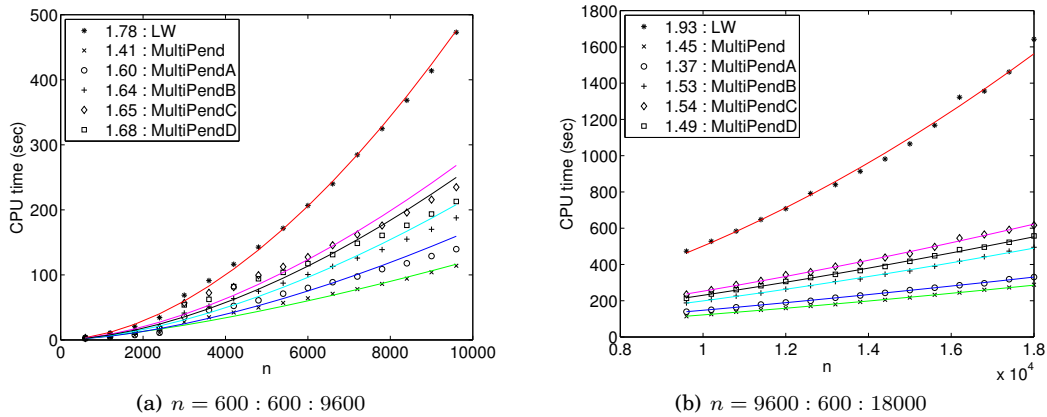 500
400
300
200
100
0
CPU time (sec)
1.78 : LW
1.41 : MultiPend
1.60 : MultiPendA
1.64 : MultiPendB
1.65 : MultiPendC
1.68 : MultiPendD
0 2000 4000 6000 8000 10000
n
(a) n = 600 : 600 : 9600
1800
1600
1400
1200
1000
800
600
400
200
0
CPU time (sec)
1.93 : LW
1.45 : MultiPend
1.37 : MultiPendA
1.53 : MultiPendB
1.54 : MultiPendC
1.49 : MultiPendD
0.8 1 1.2 1.4 1.6 1.8
n
x 10^4
(b) n = 9600 : 600 : 18000